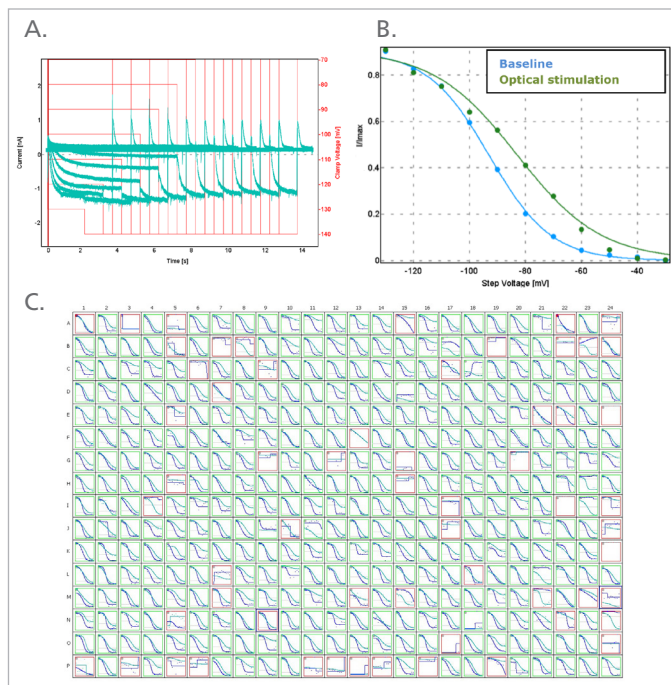 A.
Current [nA]
2
1
0
-1
-2
0
2
4
6
8
10
12
14
Time [s]
-70
-80
-90
-100
-110
-120
-130
-140
Clamp Voltage [mV]
B.
Baseline
Optical stimulation
I/Imax
0.8
0.6
0.4
0.2
0
-120
-100
-80
-60
-40
Step Voltage [mV]
C.
1 2 3 4 5 6 7 8 9 10 11 12 13 14 15 16 17 18 19 20 21 22 23 24
A
B
C
D
E
F
G
H
I
J
K
L
M
N
O
P